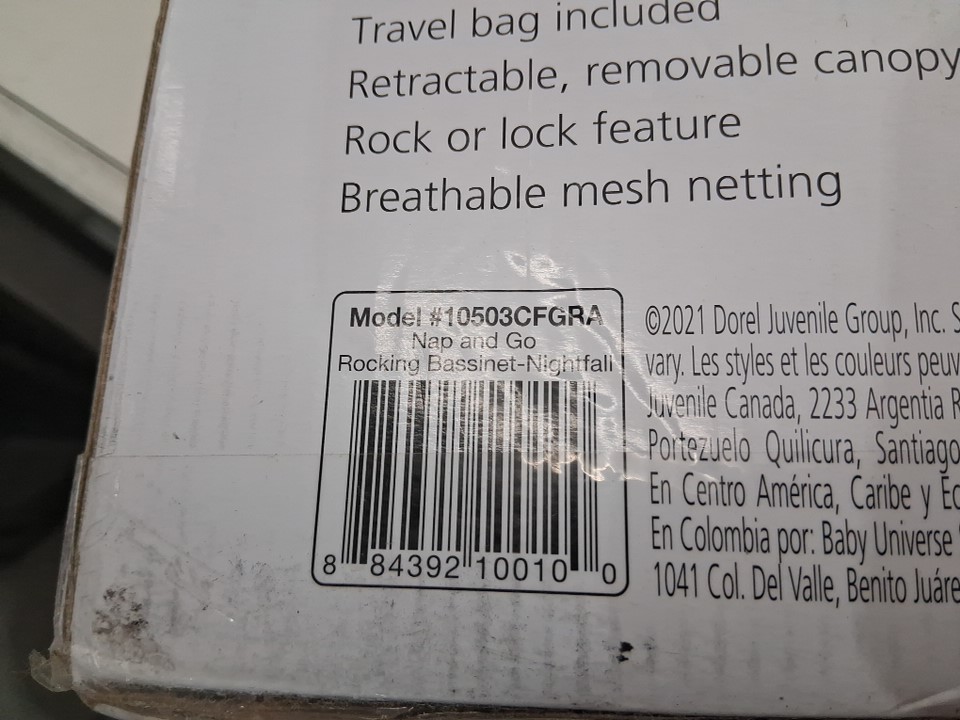 Travel bag included
Retractable, removable canopy
Rock or lock feature
Breathable mesh netting
Model #10503CFGRA
Nap and Go
Rocking Bassinet-Nightfall
8 84392 10010 0
©2021 Dorel Juvenile Group, Inc. S
vary. Les styles et les couleurs peuv
Juvenile Canada, 2233 Argentia R
Portezuelo Quilicura, Santiago
En Centro América, Caribe y Ec
En Colombia por: Baby Universe
1041 Col. Del Valle, Benito Juáre